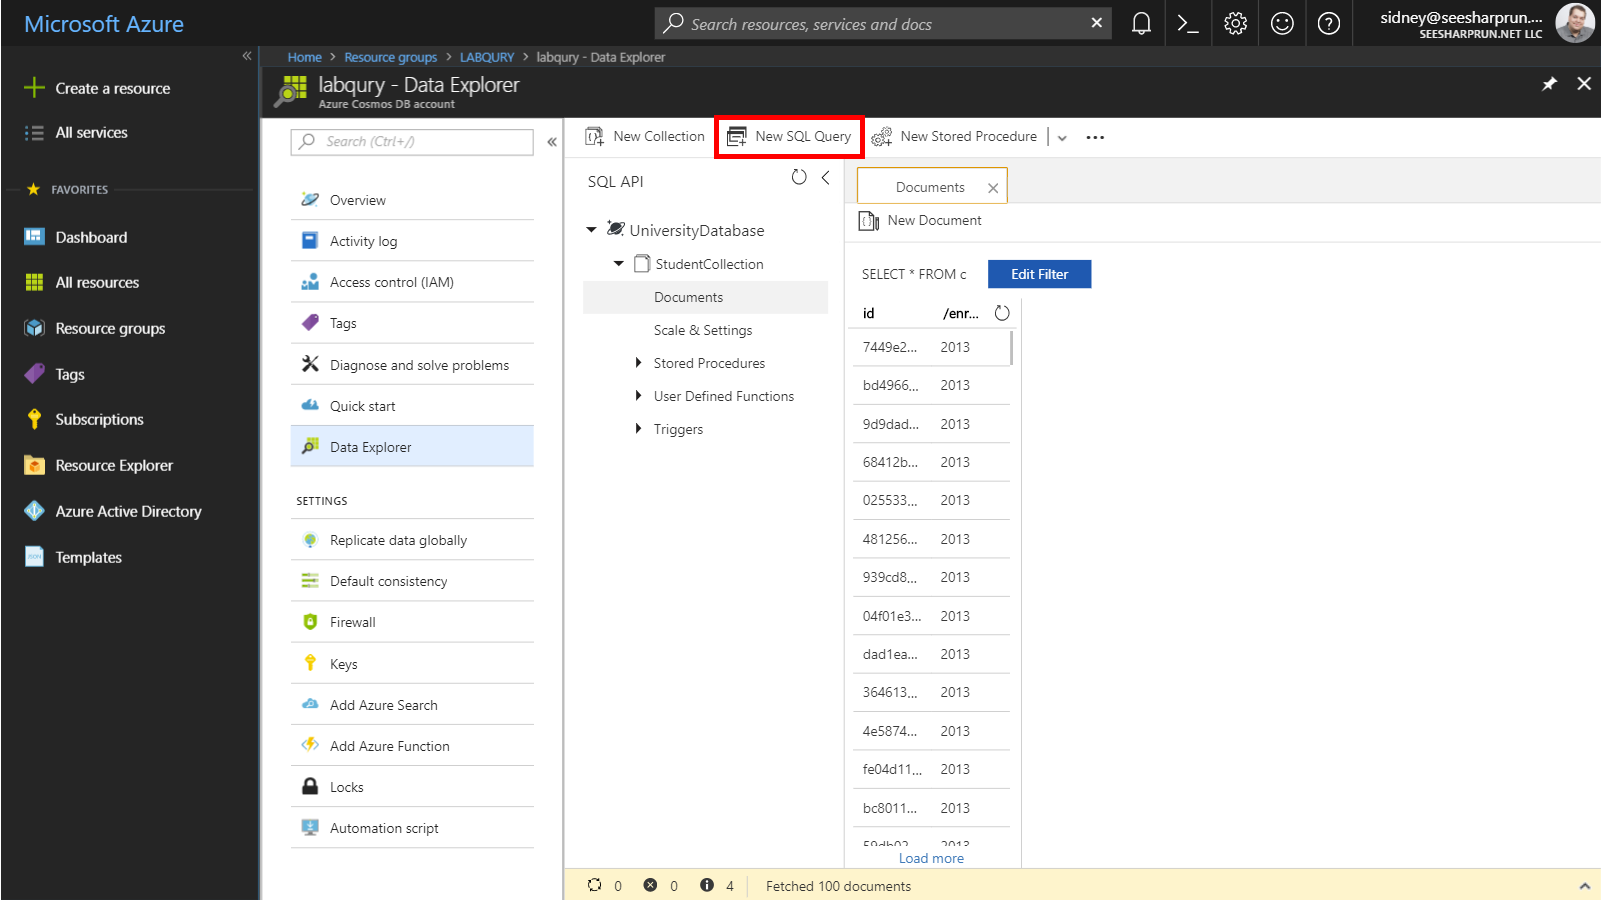 Microsoft Azure
Search resources, services and docs
sidney@seesharprun....
SEESHARPRUN.NET LLC
Home > Resource groups > LABQURY > labqury - Data Explorer
labqury - Data Explorer
Azure Cosmos DB account
Create a resource
All services
FAVORITES
Dashboard
All resources
Resource groups
Tags
Subscriptions
Resource Explorer
Azure Active Directory
Templates
Search (Ctrl+/)
Overview
Activity log
Access control (IAM)
Tags
Diagnose and solve problems
Quick start
Data Explorer
SETTINGS
Replicate data globally
Default consistency
Firewall
Keys
Add Azure Search
Add Azure Function
Locks
Automation script
New Collection
New SQL Query
New Stored Procedure
SQL API
UniversityDatabase
StudentCollection
Documents
Scale & Settings
Stored Procedures
User Defined Functions
Triggers
Documents
New Document
SELECT * FROM c
Edit Filter
id /enr...
7449e2... 2013
bd4966... 2013
9d9dad... 2013
68412b... 2013
025533... 2013
481256... 2013
939cd8... 2013
04f01e3... 2013
dad1ea... 2013
364613... 2013
4e5874... 2013
fe04d11... 2013
bc8011... 2013
Load more
0 0 4 Fetched 100 documents